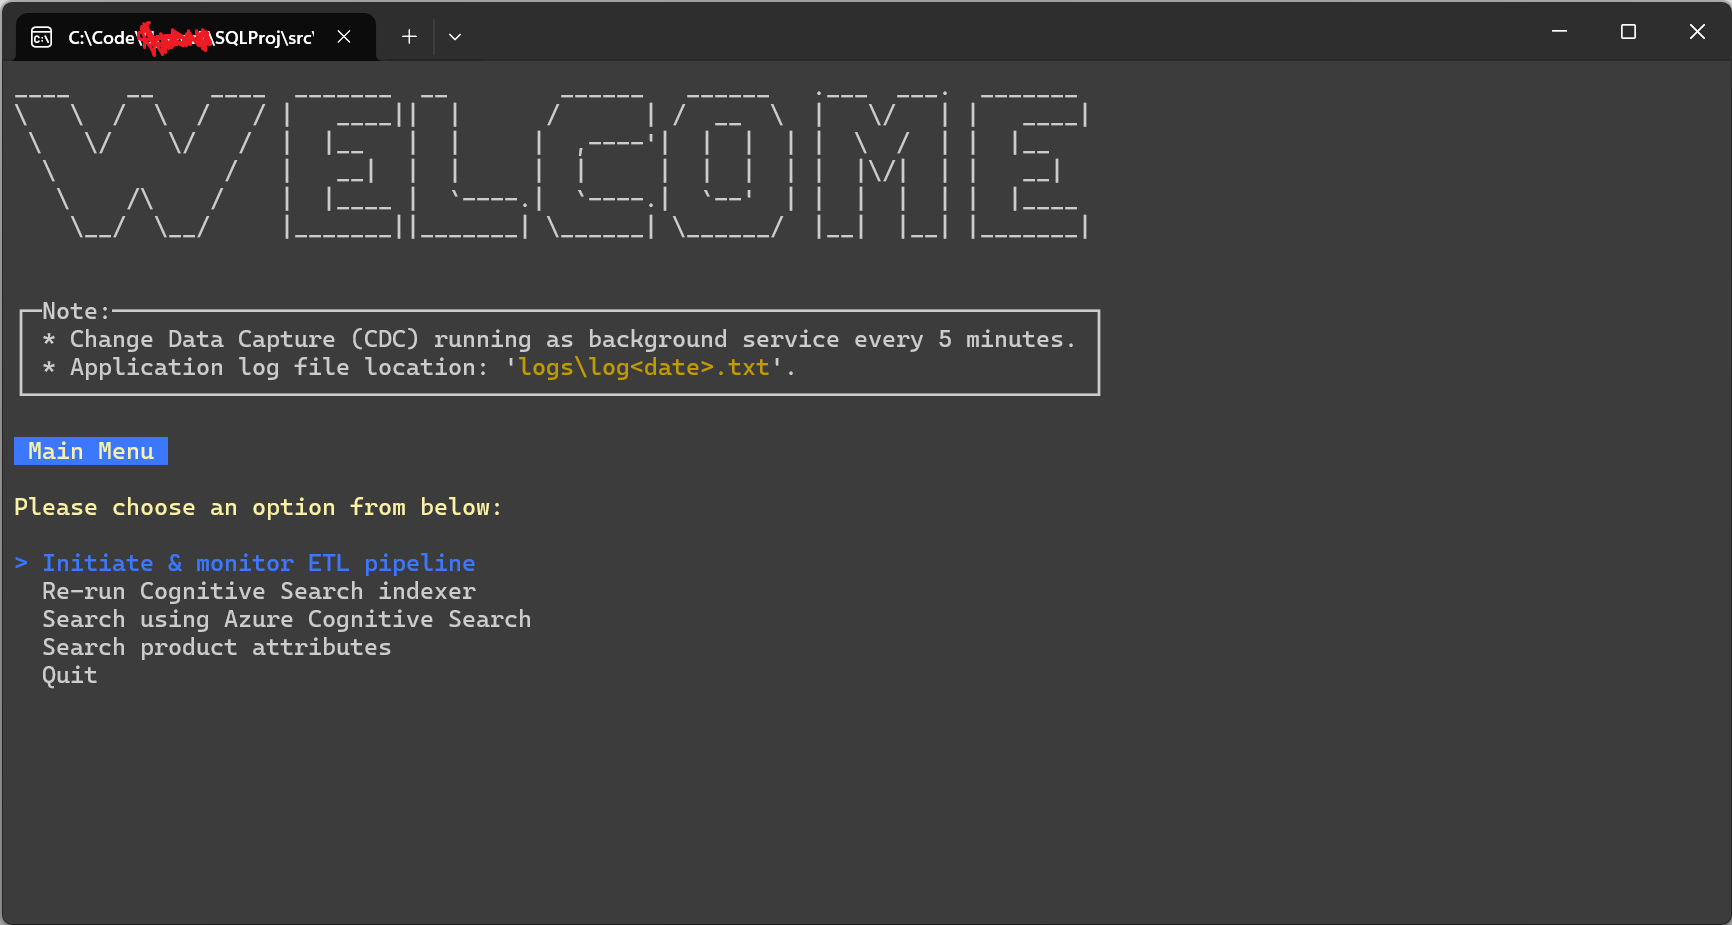 C:\Code\ \SQLProj\src\
WELCOME
Note:
* Change Data Capture (CDC) running as background service every 5 minutes.
* Application log file location: 'logs\log<date>.txt'.
Main Menu
Please choose an option from below:
> Initiate & monitor ETL pipeline
Re-run Cognitive Search indexer
Search using Azure Cognitive Search
Search product attributes
Quit